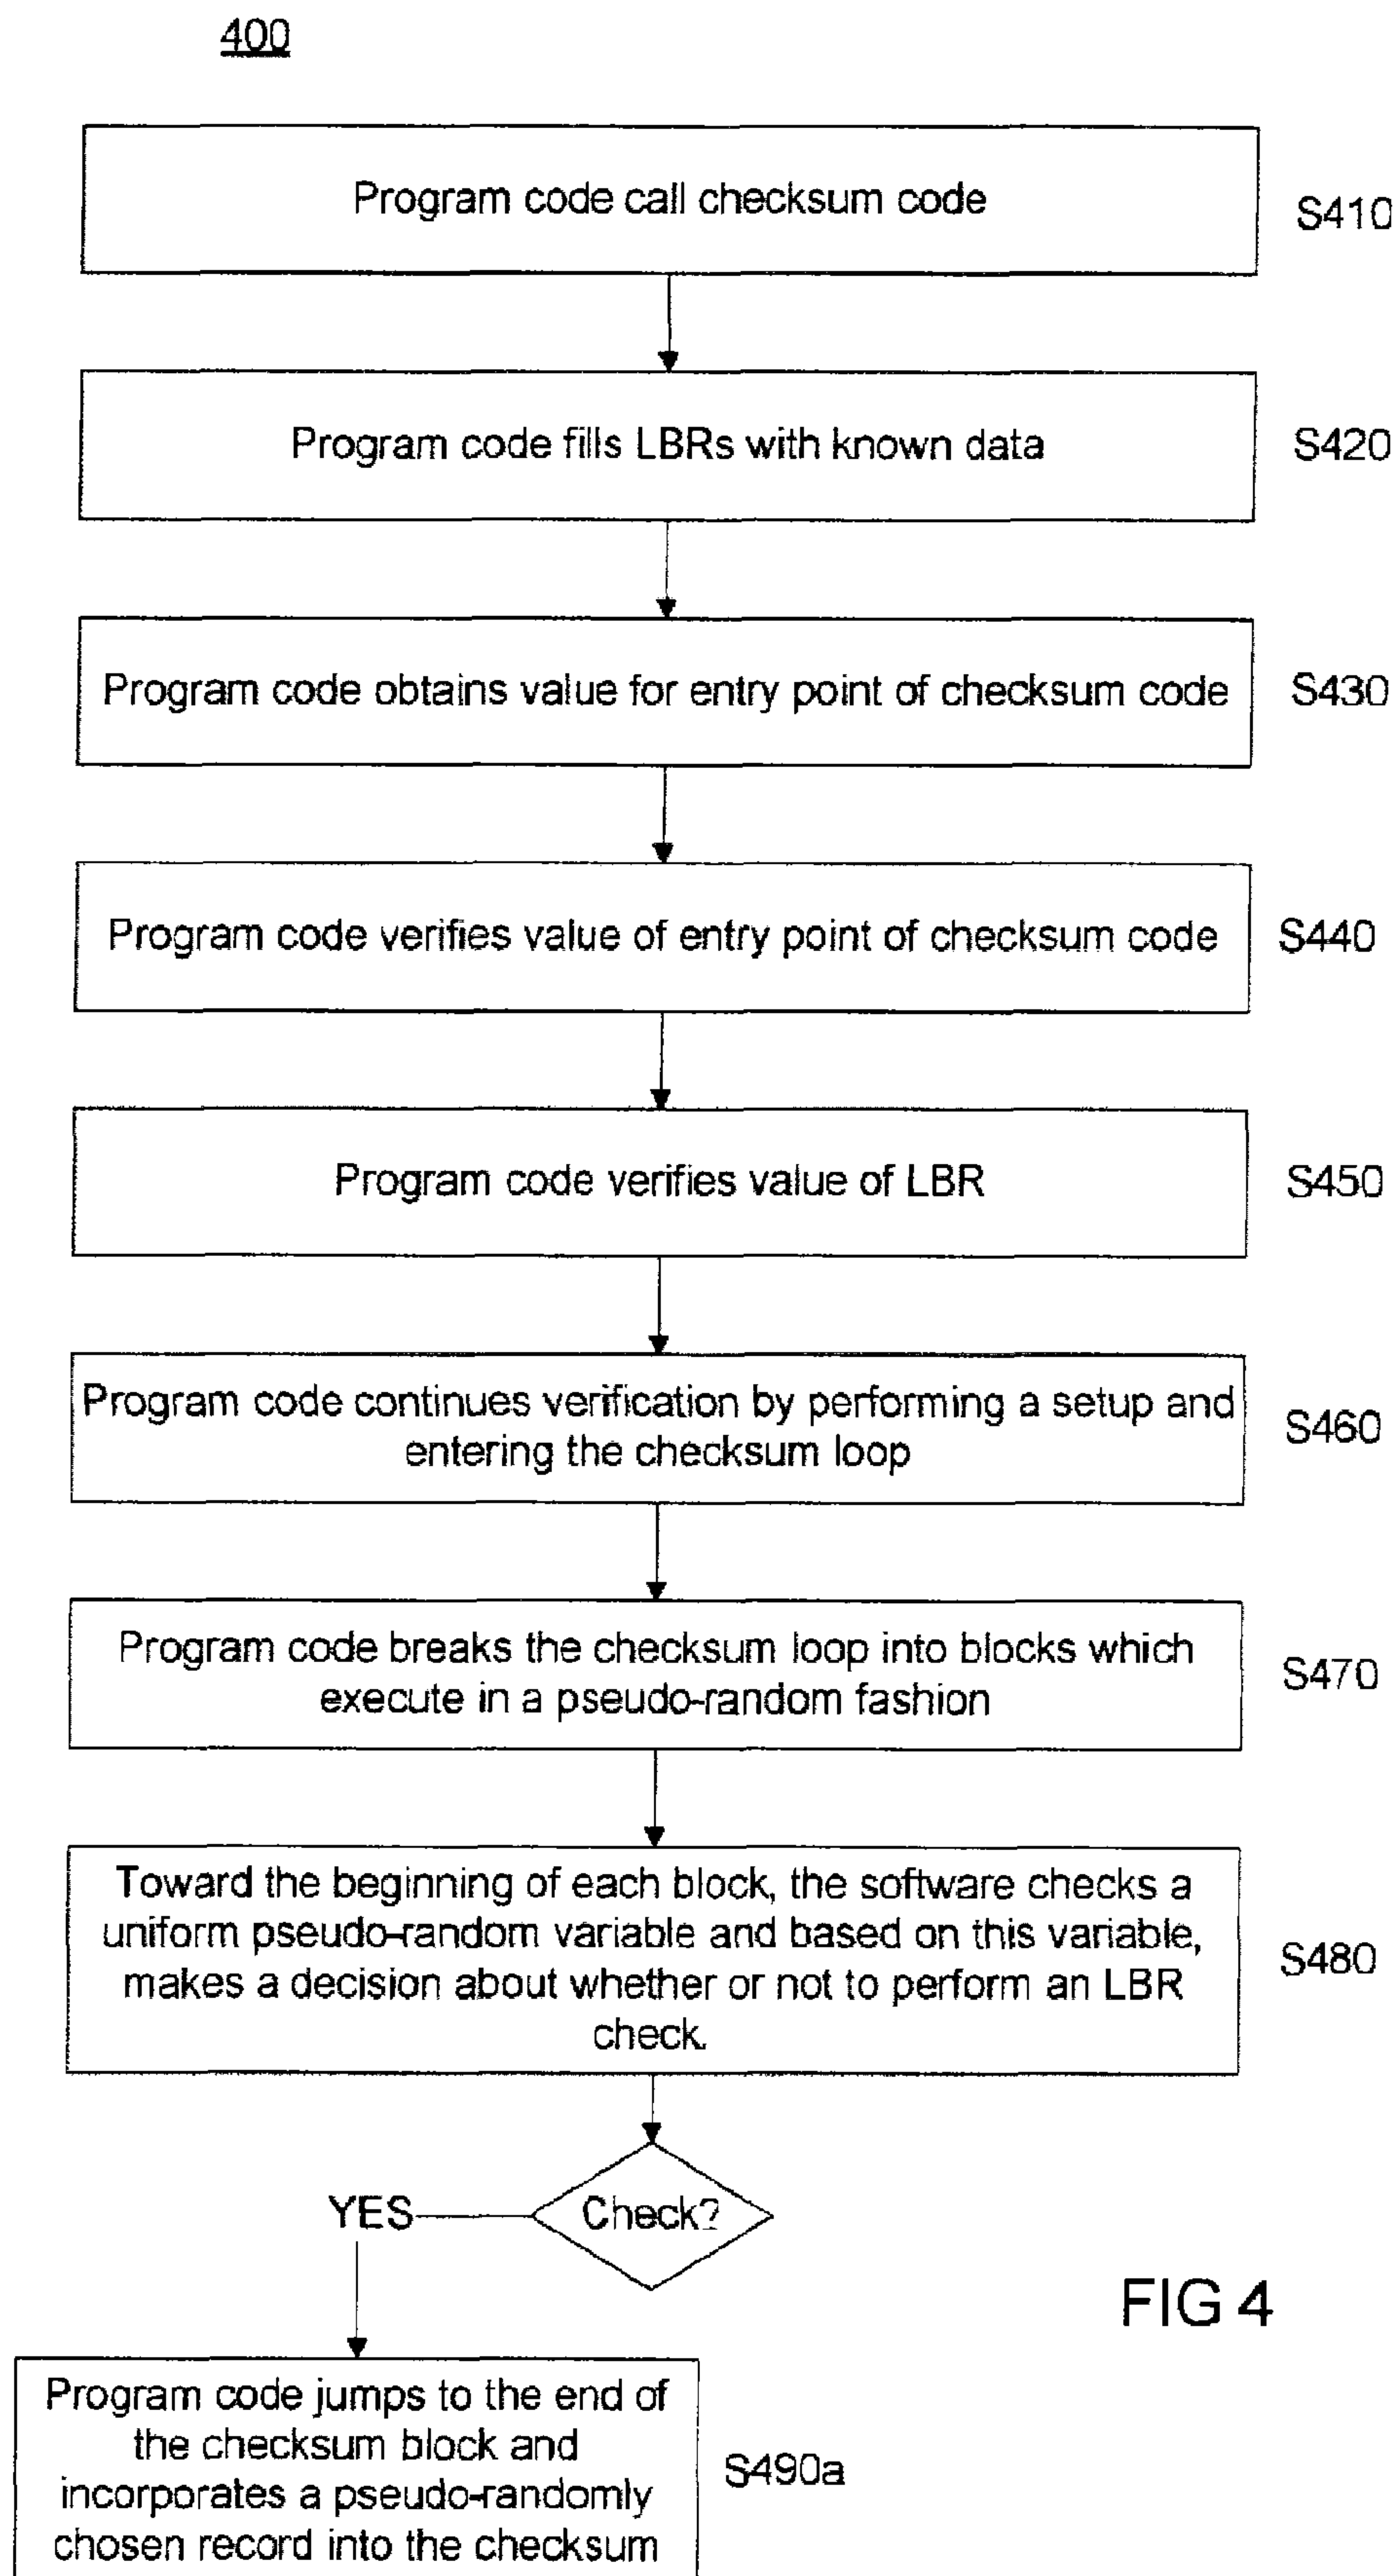 400
Program code call checksum code
S410
Program code fills LBRs with known data
S420
Program code obtains value for entry point of checksum code
S430
Program code verifies value of entry point of checksum code
S440
Program code verifies value of LBR
S450
Program code continues verification by performing a setup and
entering the checksum loop
S460
Program code breaks the checksum loop into blocks which
execute in a pseudo-random fashion
S470
Toward the beginning of each block, the software checks a
uniform pseudo-random variable and based on this variable,
makes a decision about whether or not to perform an LBR
check.
S480
YES
Check?
FIG 4
Program code jumps to the end of
the checksum block and
incorporates a pseudo-randomly
chosen record into the checksum
S490a